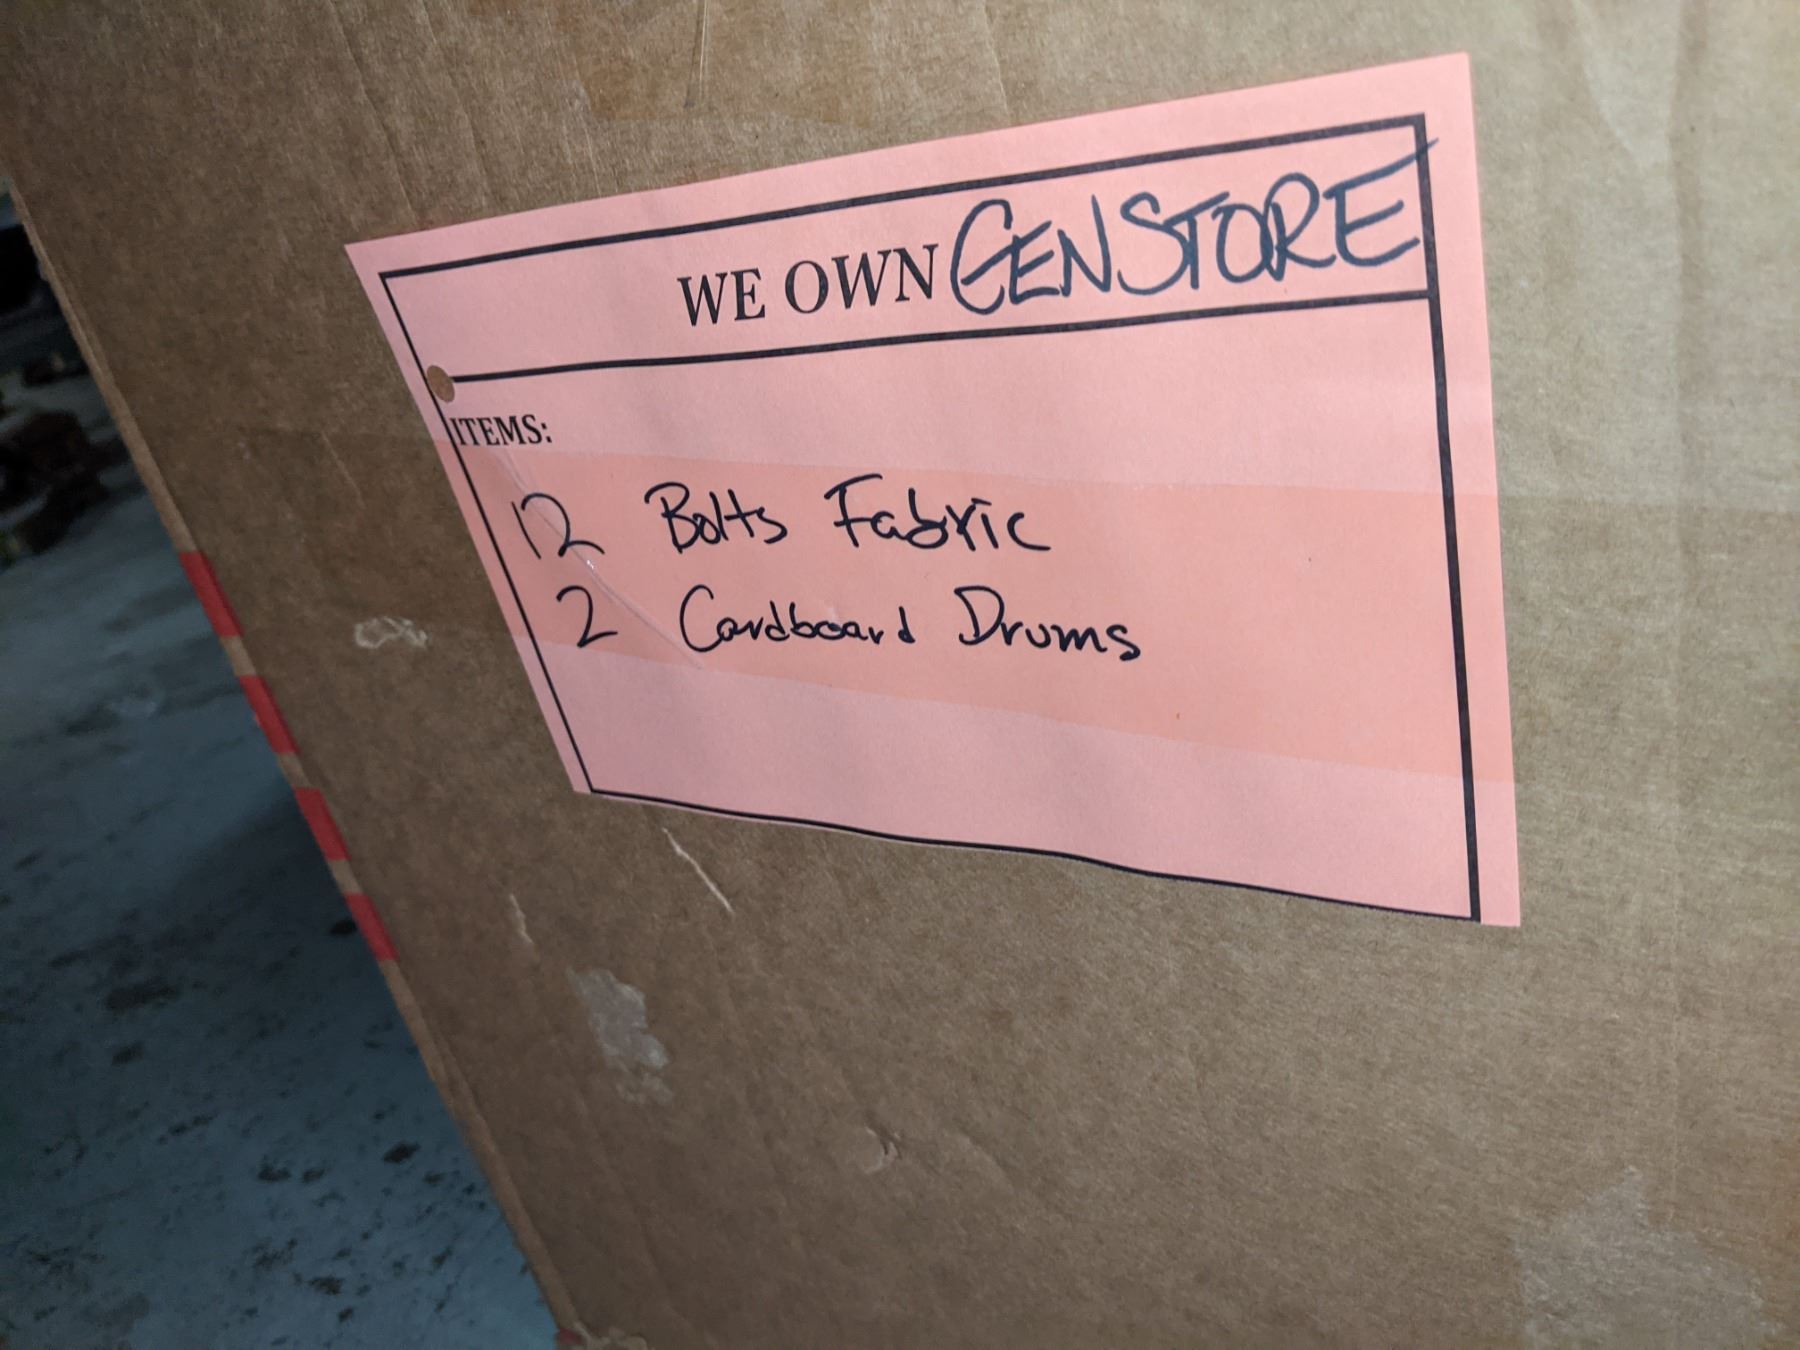 WE OWN GENSTORE
ITEMS:
12 Bolts Fabric
2 Cardboard Drums